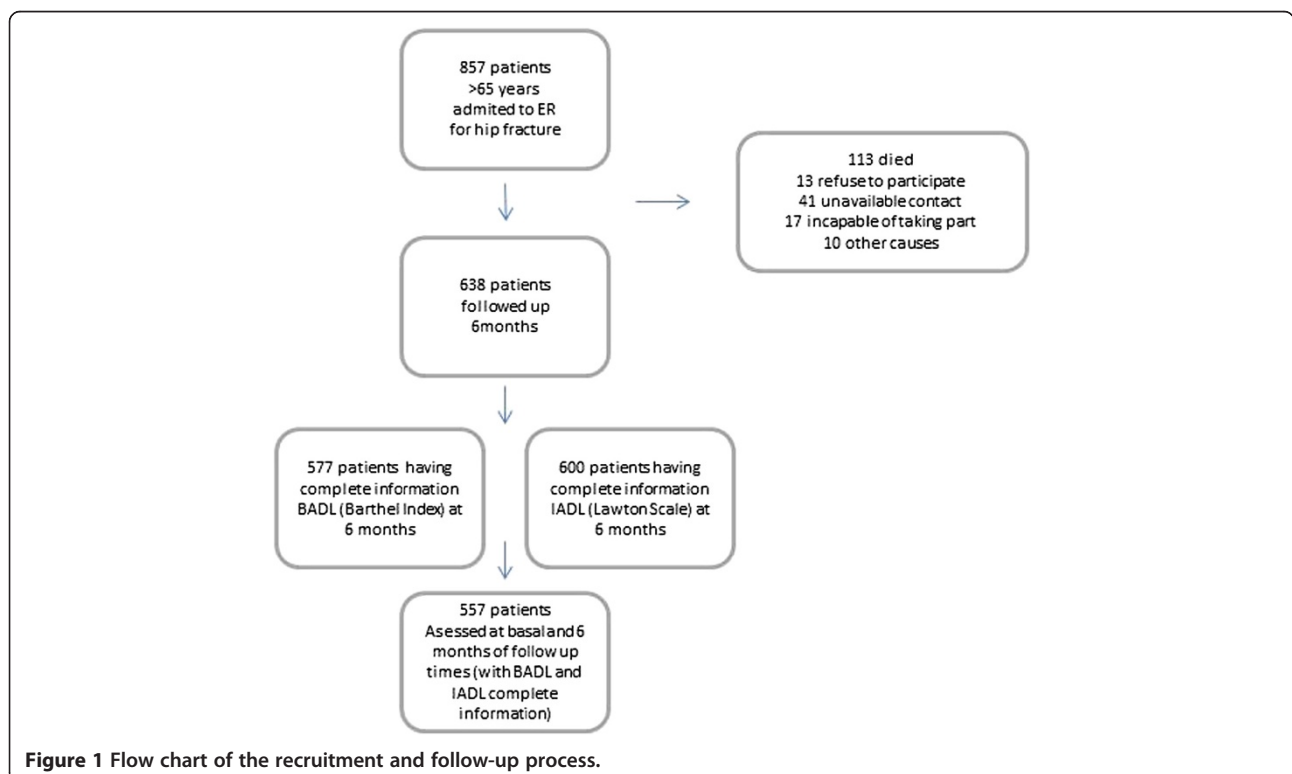 857 patients
>65 years
admited to ER
for hip fracture
113 died
13 refuse to participate
41 unavailable contact
17 incapable of taking part
10 other causes
638 patients
followed up
6months
577 patients having
complete information
BADL (Barthel Index) at
6 months
600 patients having
complete information
IADL (Lawton Scale) at
6 months
557 patients
Asessed at basal and 6
months of follow up
times (with BADL and
IADL complete
information)
Figure 1 Flow chart of the recruitment and follow-up process.